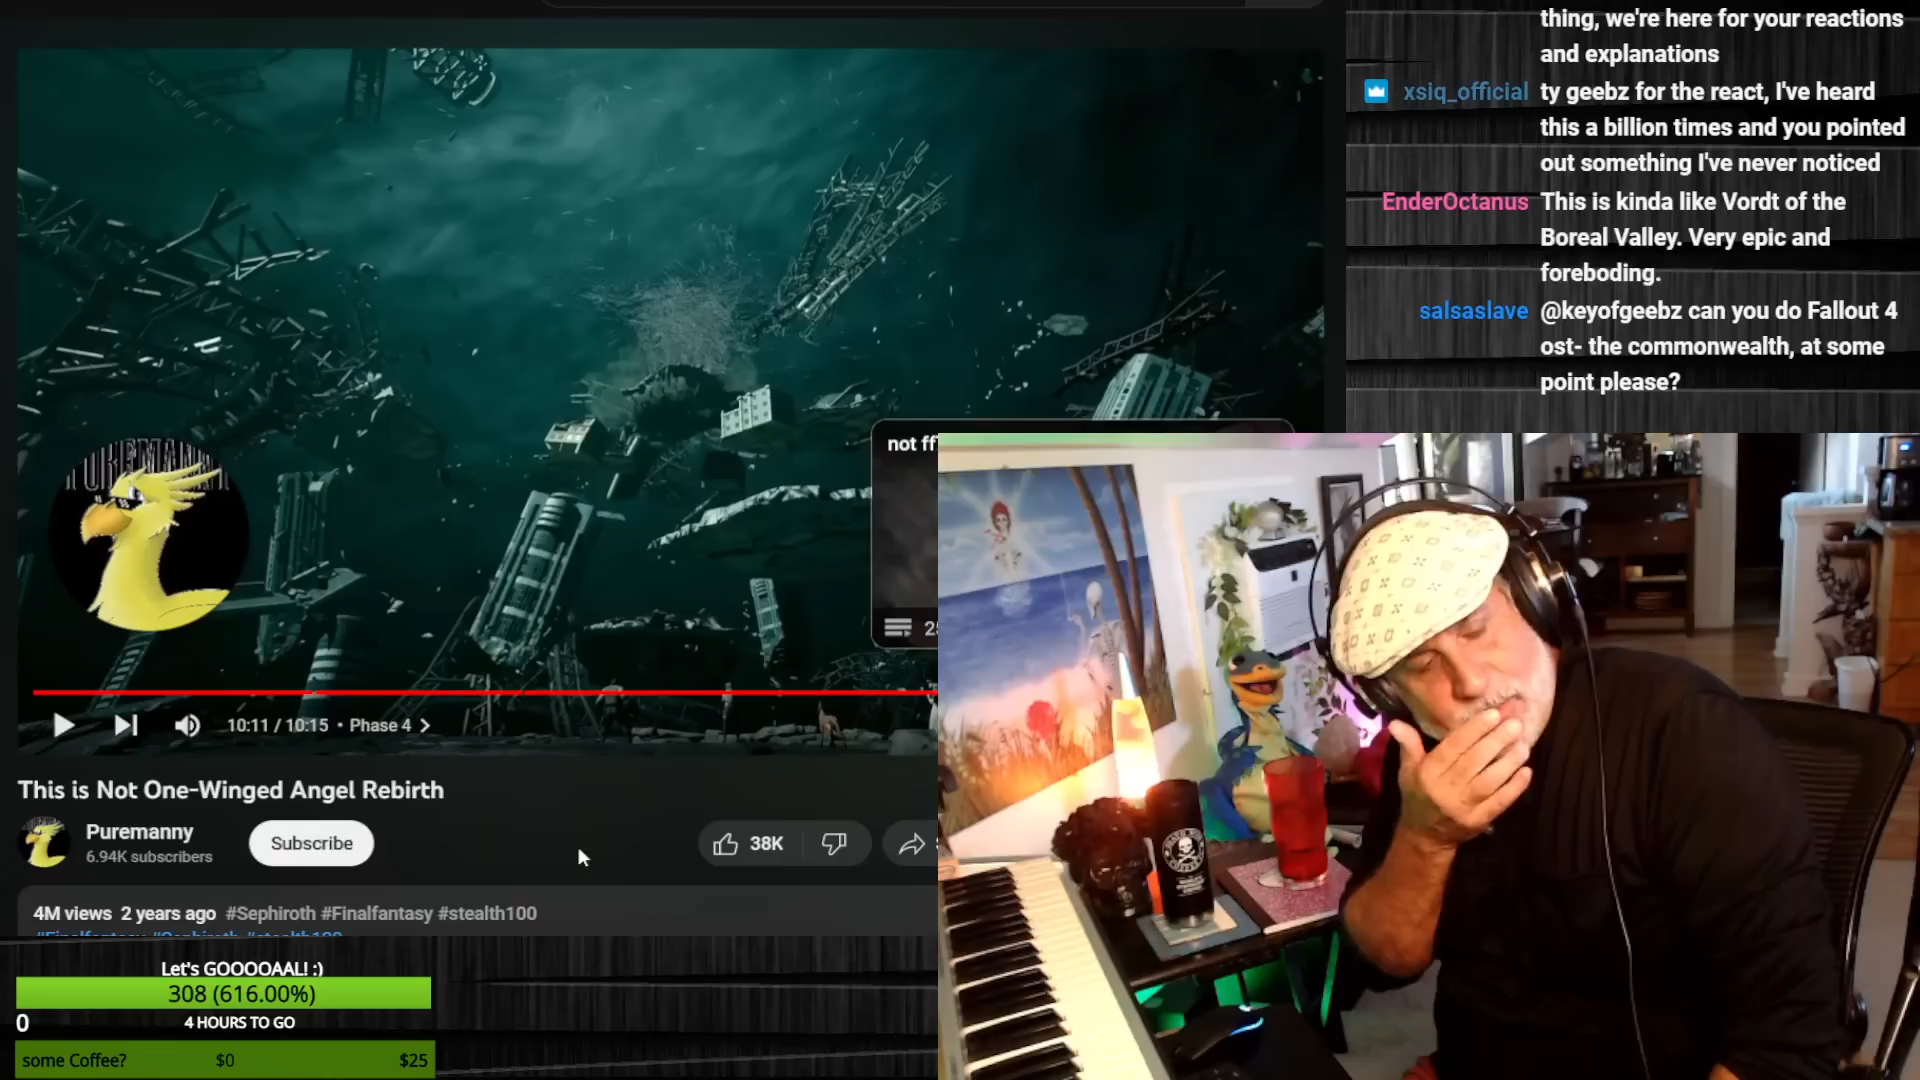 thing, we're here for your reactions
and explanations
xsiq_official ty geebz for the react, I've heard
this a billion times and you pointed
out something I've never noticed
EnderOctanus This is kinda like Vordt of the
Boreal Valley. Very epic and
foreboding.
salsaslave @keyofgeebz can you do Fallout 4
ost- the commonwealth, at some
point please?
PUREMANNY
not ff
10:11 / 10:15 • Phase 4 >
This is Not One-Winged Angel Rebirth
Puremanny
6.94K subscribers
Subscribe
38K
4M views 2 years ago #Sephiroth #Finalfantasy #stealth100
#Finalfantasy #Sephiroth #stealth100
Let's GOOOOAAL! :)
308 (616.00%)
0
4 HOURS TO GO
some Coffee? $0 $25